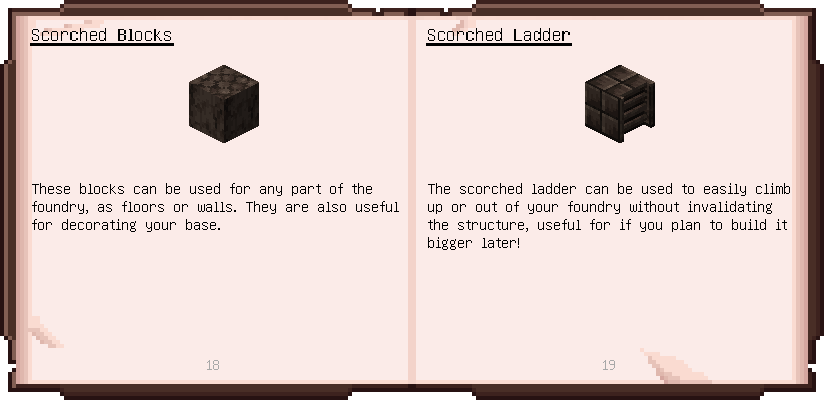 Scorched Blocks
These blocks can be used for any part of the
foundry, as floors or walls. They are also useful
for decorating your base.
18
Scorched Ladder
The scorched ladder can be used to easily climb
up or out of your foundry without invalidating
the structure, useful for if you plan to build it
bigger later!
19